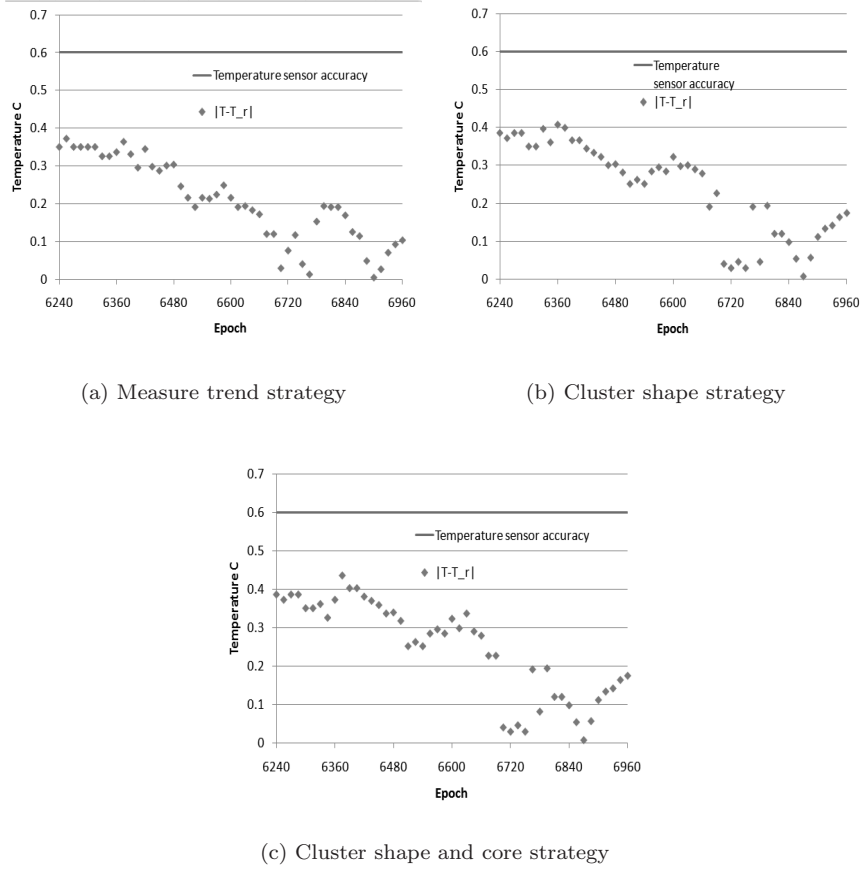 0.7
0.6
0.5
0.4
0.3
0.2
0.1
0
Temperature C
Temperature sensor accuracy
|T-T_r|
6240 6360 6480 6600 6720 6840 6960
Epoch
(a) Measure trend strategy
0.7
0.6
0.5
0.4
0.3
0.2
0.1
0
Temperature C
Temperature
sensor accuracy
|T-T_r|
6240 6360 6480 6600 6720 6840 6960
Epoch
(b) Cluster shape strategy
0.7
0.6
0.5
0.4
0.3
0.2
0.1
0
Temperature C
Temperature sensor accuracy
|T-T_r|
6240 6360 6480 6600 6720 6840 6960
Epoch
(c) Cluster shape and core strategy